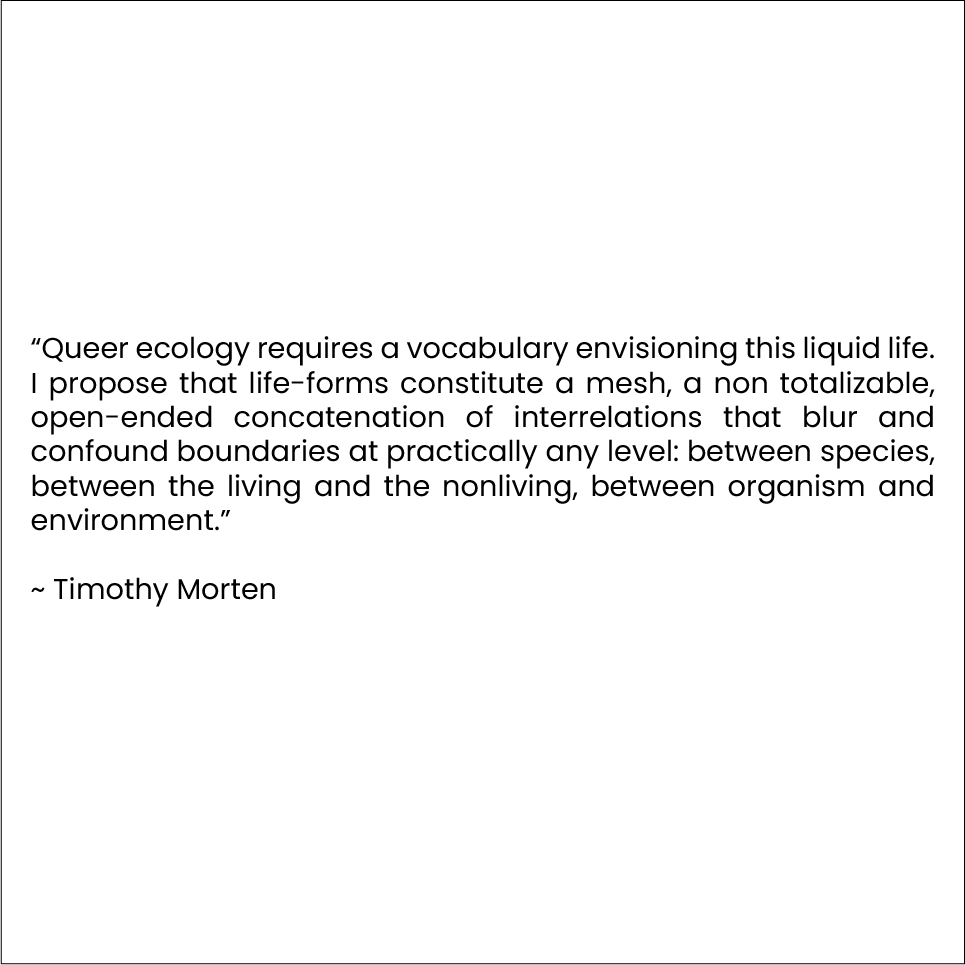 “Queer ecology requires a vocabulary envisioning this liquid life.
I propose that life-forms constitute a mesh, a non totalizable,
open-ended concatenation of interrelations that blur and
confound boundaries at practically any level: between species,
between the living and the nonliving, between organism and
environment.”
~ Timothy Morten